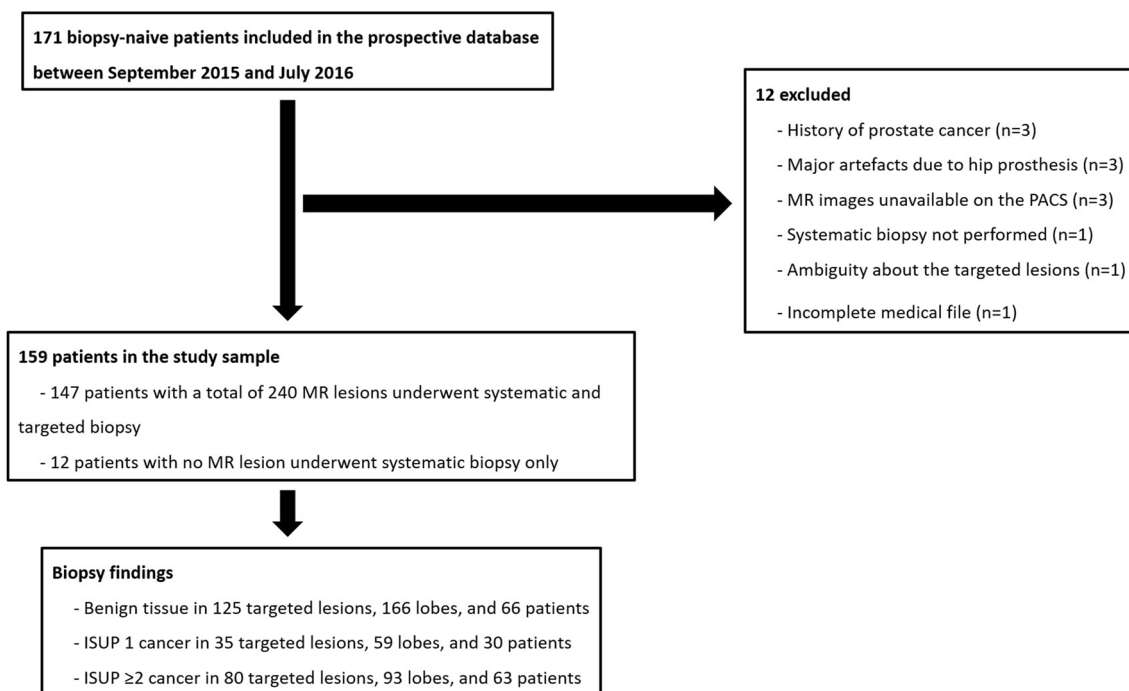 171 biopsy-naive patients included in the prospective database
between September 2015 and July 2016
12 excluded
- History of prostate cancer (n=3)
- Major artefacts due to hip prosthesis (n=3)
- MR images unavailable on the PACS (n=3)
- Systematic biopsy not performed (n=1)
- Ambiguity about the targeted lesions (n=1)
- Incomplete medical file (n=1)
159 patients in the study sample
- 147 patients with a total of 240 MR lesions underwent systematic and
targeted biopsy
- 12 patients with no MR lesion underwent systematic biopsy only
Biopsy findings
- Benign tissue in 125 targeted lesions, 166 lobes, and 66 patients
- ISUP 1 cancer in 35 targeted lesions, 59 lobes, and 30 patients
- ISUP ≥2 cancer in 80 targeted lesions, 93 lobes, and 63 patients